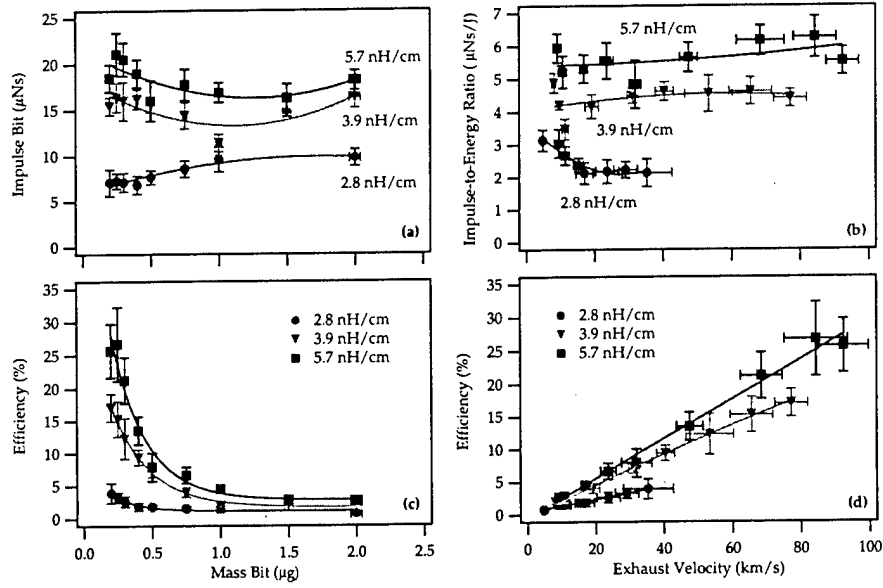 25
20
15
10
5
0
Impulse Bit (µNs)
5.7 nH/cm
3.9 nH/cm
2.8 nH/cm
(a)
7
6
5
4
3
2
1
0
Impulse-to-Energy Ratio (µNs/J)
5.7 nH/cm
3.9 nH/cm
2.8 nH/cm
(b)
35
30
25
20
15
10
5
0
Efficiency (%)
2.8 nH/cm
3.9 nH/cm
5.7 nH/cm
(c)
0.0 0.5 1.0 1.5 2.0 2.5
Mass Bit (µg)
35
30
25
20
15
10
5
0
Efficiency (%)
2.8 nH/cm
3.9 nH/cm
5.7 nH/cm
(d)
0 20 40 60 80 100
Exhaust Velocity (km/s)